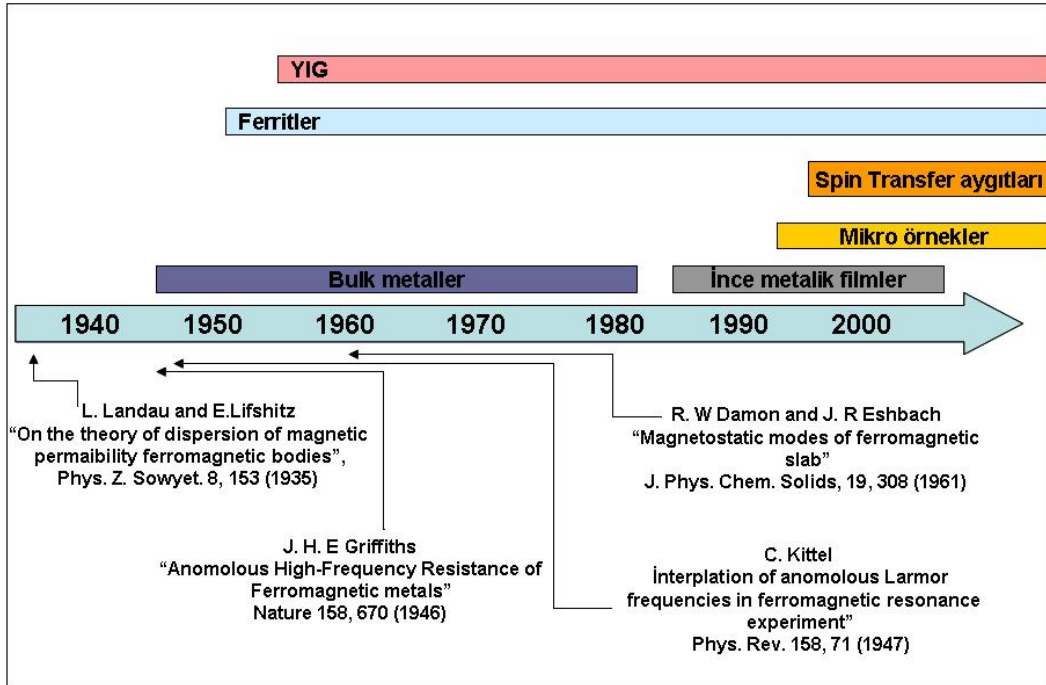 YIG
Ferritler
Spin Transfer aygıtları
Mikro örnekler
Bulk metaller
İnce metalik filmler
1940 1950 1960 1970 1980 1990 2000
L. Landau and E.Lifshitz
“On the theory of dispersion of magnetic
permaibility ferromagnetic bodies”,
Phys. Z. Sowyet. 8, 153 (1935)
R. W Damon and J. R Eshbach
“Magnetostatic modes of ferromagnetic
slab”
J. Phys. Chem. Solids, 19, 308 (1961)
J. H. E Griffiths
“Anomolous High-Frequency Resistance of
Ferromagnetic metals”
Nature 158, 670 (1946)
C. Kittel
İnterplation of anomolous Larmor
frequencies in ferromagnetic resonance
experiment”
Phys. Rev. 158, 71 (1947)